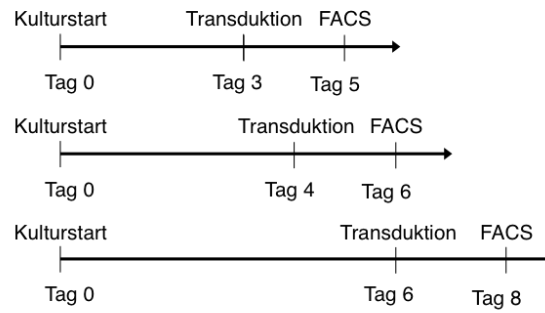 Kulturstart Transduktion FACS
Tag 0 Tag 3 Tag 5
Kulturstart Transduktion FACS
Tag 0 Tag 4 Tag 6
Kulturstart Transduktion FACS
Tag 0 Tag 6 Tag 8